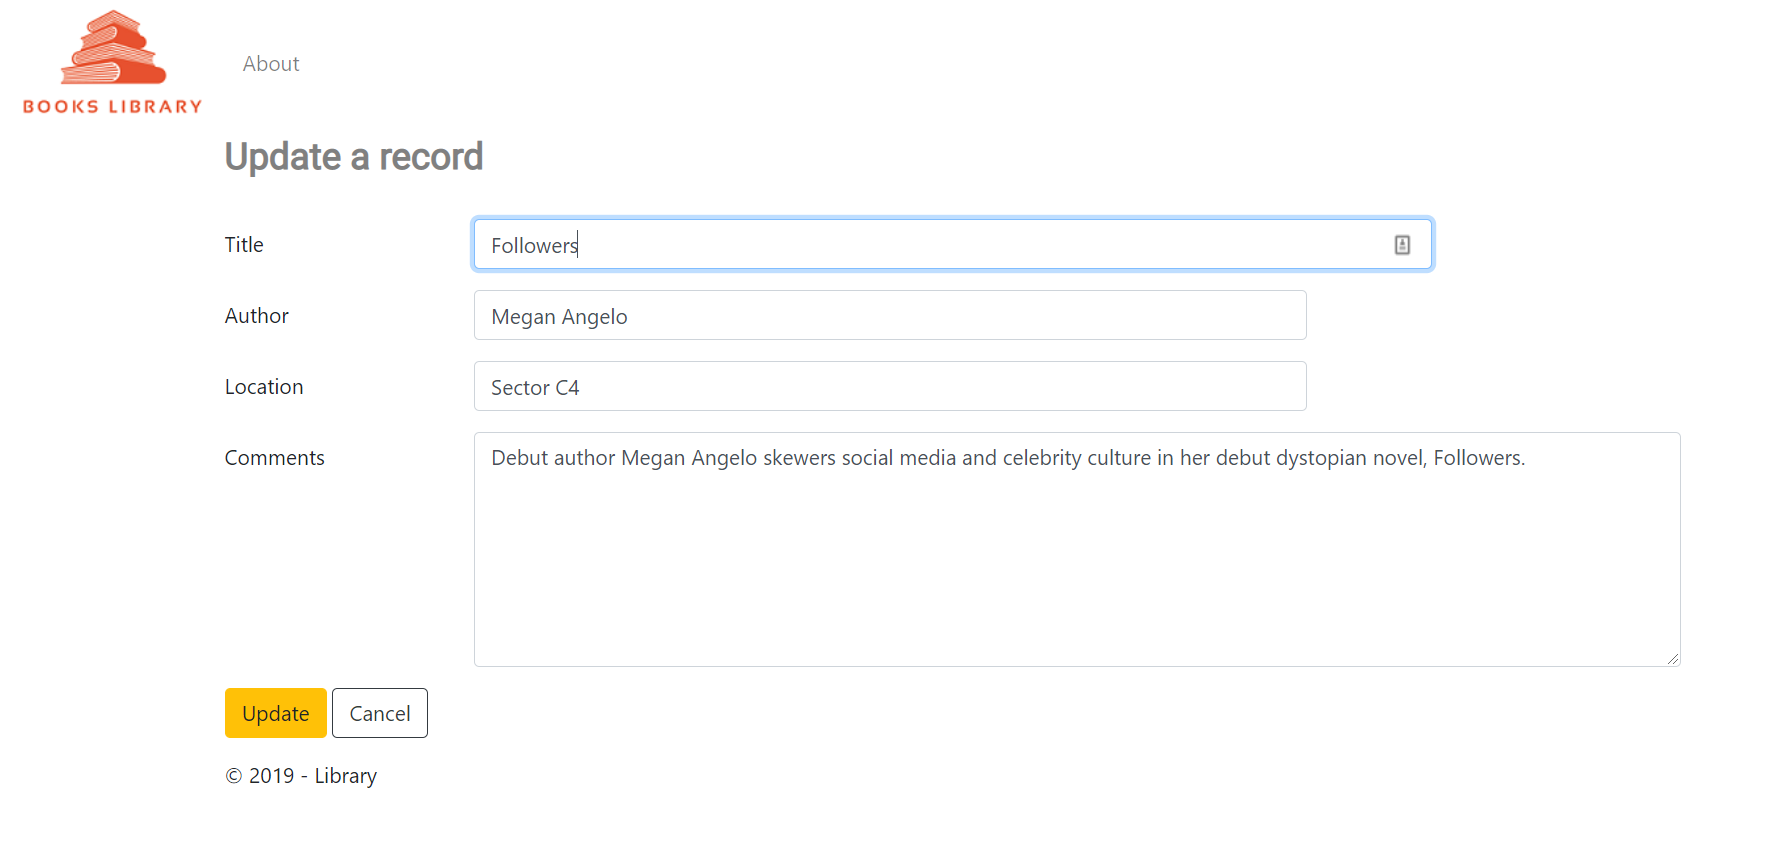 BOOKS LIBRARY
About
Update a record
Title
Followers
Author
Megan Angelo
Location
Sector C4
Comments
Debut author Megan Angelo skewers social media and celebrity culture in her debut dystopian novel, Followers.
Update Cancel
© 2019 - Library